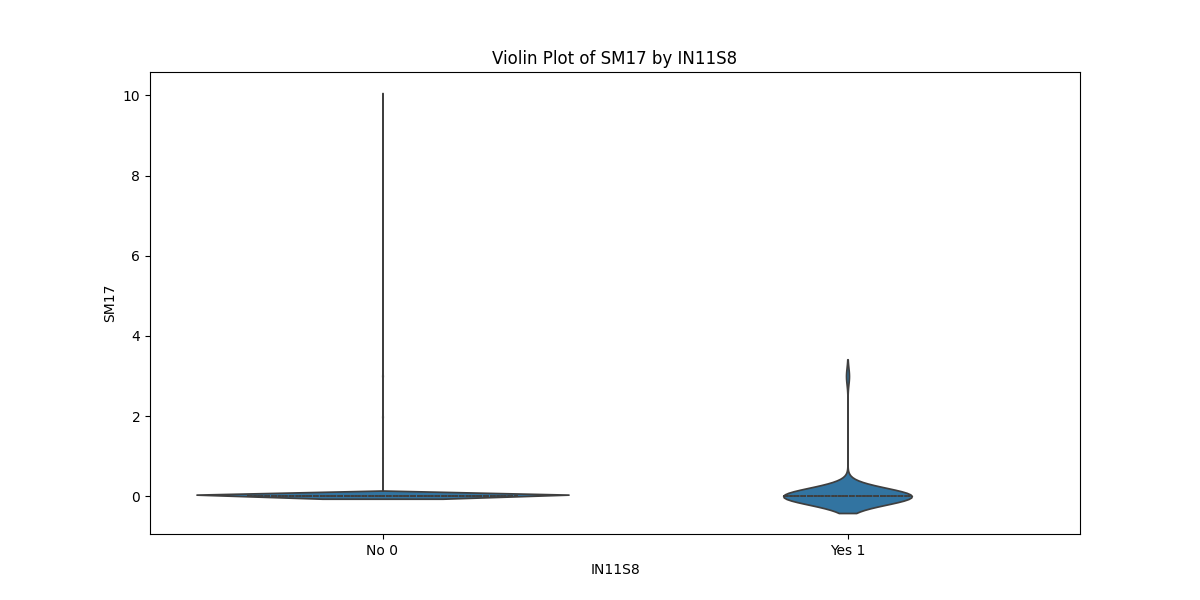 Violin Plot of SM17 by IN11S8
10
8
6
4
2
0
SM17
No 0
Yes 1
IN11S8